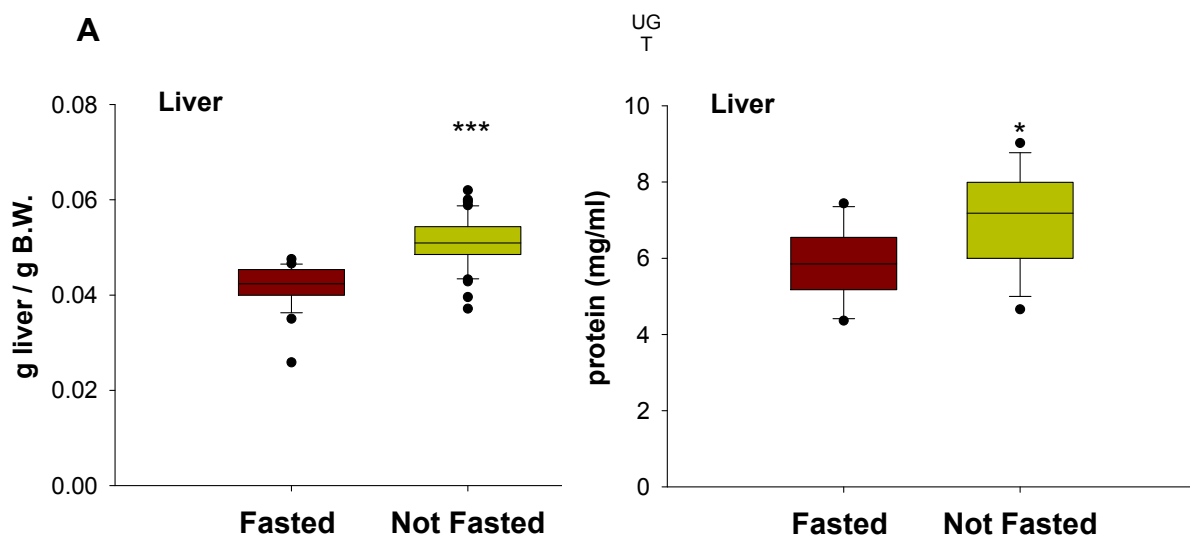 A
Liver
***
g liver / g B.W.
0.08
0.06
0.04
0.02
0.00
Fasted
Not Fasted
UG
T
Liver
*
protein (mg/ml)
10
8
6
4
2
0
Fasted
Not Fasted